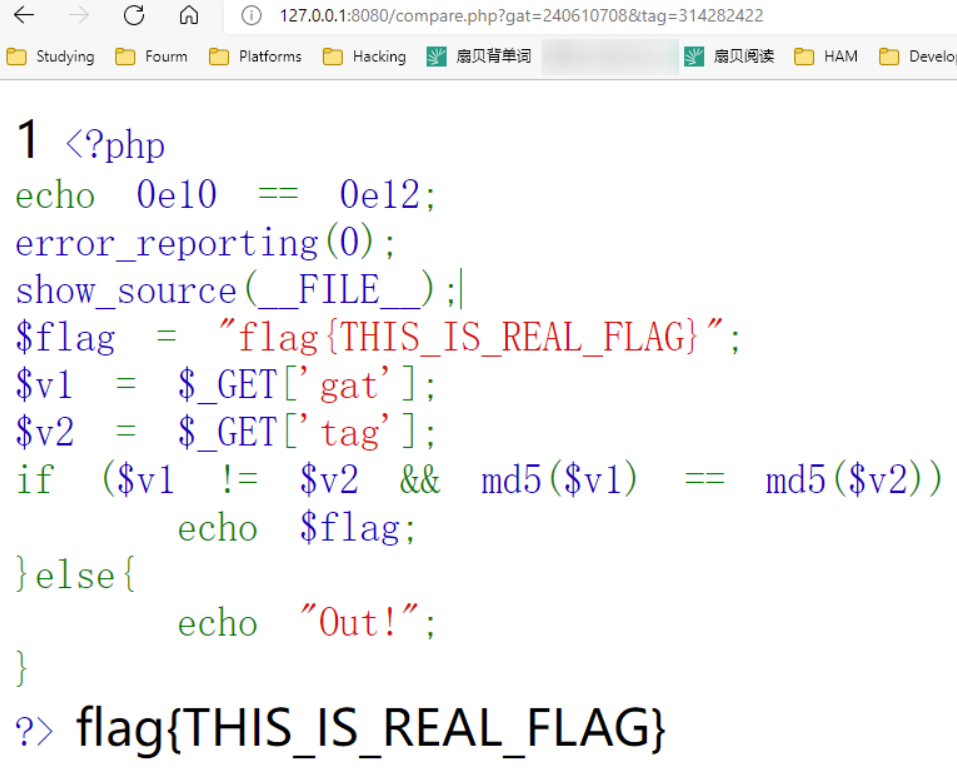 127.0.0.1:8080/compare.php?gat=240610708&tag=314282422
Studying Fourm Platforms Hacking 扇贝背单词 扇贝阅读 HAM Develop
1 <?php
echo 0e10 == 0e12;
error_reporting(0);
show_source(__FILE__);
$flag = "flag{THIS_IS_REAL_FLAG}";
$v1 = $_GET['gat'];
$v2 = $_GET['tag'];
if ($v1 != $v2 && md5($v1) == md5($v2))
echo $flag;
}else{
echo "Out!";
}
?> flag{THIS_IS_REAL_FLAG}